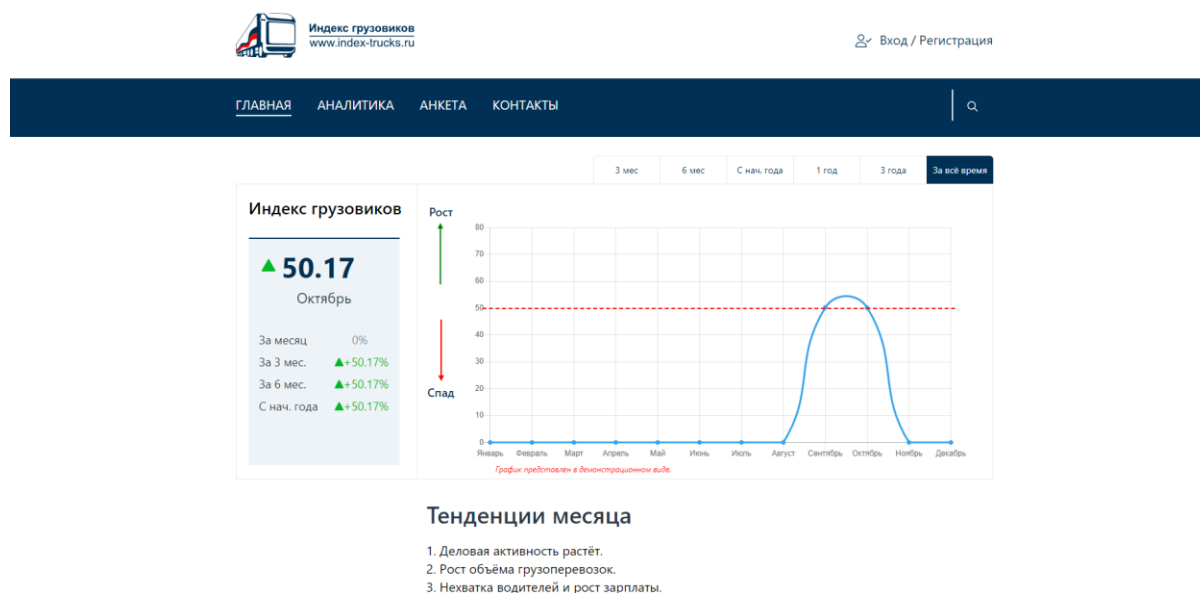 Индекс грузовиков
www.index-trucks.ru
Вход / Регистрация
ГЛАВНАЯ АНАЛИТИКА АНКЕТА КОНТАКТЫ
3 мес 6 мес С нач. года 1 год 3 года За всё время
Индекс грузовиков
50.17
Октябрь
За месяц 0%
За 3 мес. +50.17%
За 6 мес. +50.17%
С нач. года +50.17%
Рост
Спад
80
70
60
50
40
30
20
10
0
Январь Февраль Март Апрель Май Июнь Июль Август Сентябрь Октябрь Ноябрь Декабрь
График представлен в демонстрационном виде.
Тенденции месяца
1. Деловая активность растёт.
2. Рост объёма грузоперевозок.
3. Нехватка водителей и рост зарплаты.